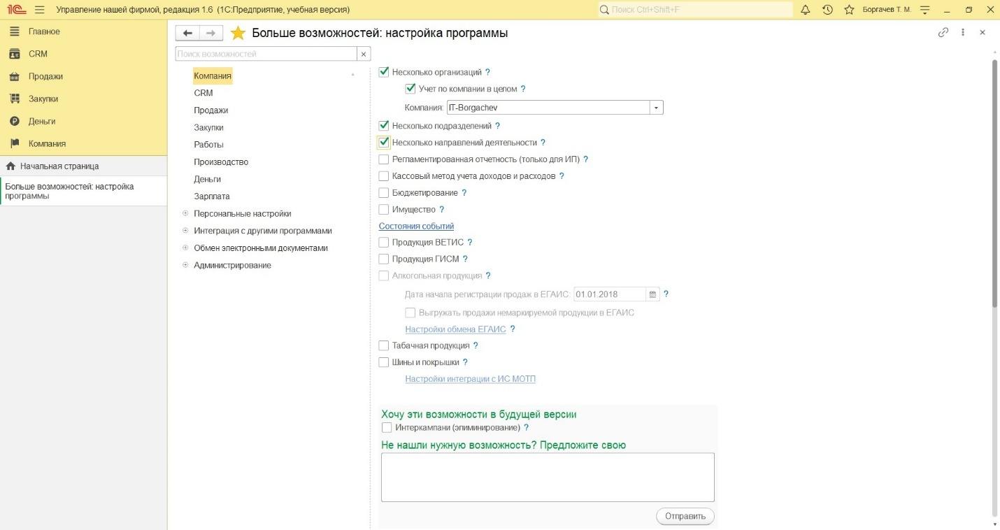 1С Управление нашей фирмой, редакция 1.6 (1С:Предприятие, учебная версия) Поиск Ctrl+Shift+F Боргачев Т. М.
Главное
CRM
Продажи
Закупки
Деньги
Компания
Начальная страница
Больше возможностей: настройка
программы
Больше возможностей: настройка программы
Поиск возможностей
Компания
CRM
Продажи
Закупки
Работы
Производство
Деньги
Зарплата
Персональные настройки
Интеграция с другими программами
Обмен электронными документами
Администрирование
Несколько организаций ?
Учет по компании в целом ?
Компания: IT-Borgachev
Несколько подразделений ?
Несколько направлений деятельности ?
Регламентированная отчетность (только для ИП) ?
Кассовый метод учета доходов и расходов ?
Бюджетирование ?
Имущество ?
Состояния событий
Продукция ВЕТИС ?
Продукция ГИСМ ?
Алкогольная продукция ?
Дата начала регистрации продаж в ЕГАИС: 01.01.2018 ?
Выгружать продажи немаркируемой продукции в ЕГАИС
Настройки обмена ЕГАИС ?
Табачная продукция ?
Шины и покрышки ?
Настройки интеграции с ИС МОТП
Хочу эти возможности в будущей версии
Интеркампани (элиминирование) ?
Не нашли нужную возможность? Предложите свою
Отправить